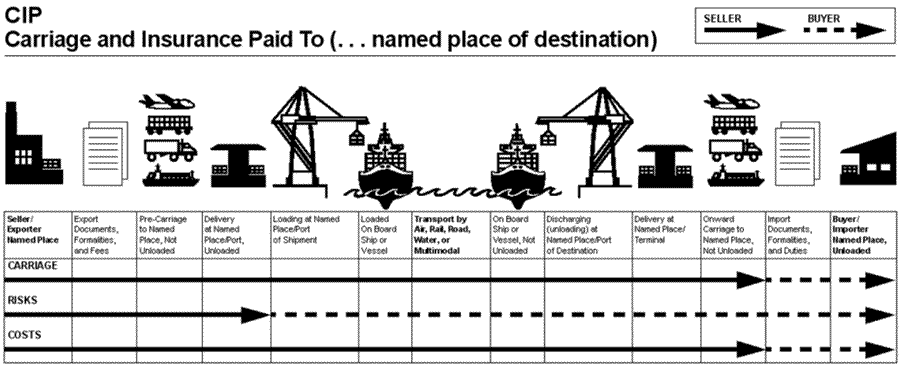 CIP
Carriage and Insurance Paid To (. . . named place of destination)
SELLER
BUYER
Seller/
Exporter
Named Place
Export
Documents,
Formalities,
and Fees
Pre-Carriage
to Named
Place, Not
Unloaded
Delivery
at Named
Place/Port,
Unloaded
Loading at Named
Place/Port
of Shipment
Loaded
On Board
Ship or
Vessel
Transport by
Air, Rail, Road,
Water, or
Multimodal
On Board
Ship or
Vessel, Not
Unloaded
Discharging
(unloading) at
Named Place/Port
of Destination
Delivery at
Named Place/
Terminal
Onward
Carriage to
Named Place,
Not Unloaded
Import
Documents,
Formalities,
and Duties
Buyer/
Importer
Named Place,
Unloaded
CARRIAGE
RISKS
COSTS